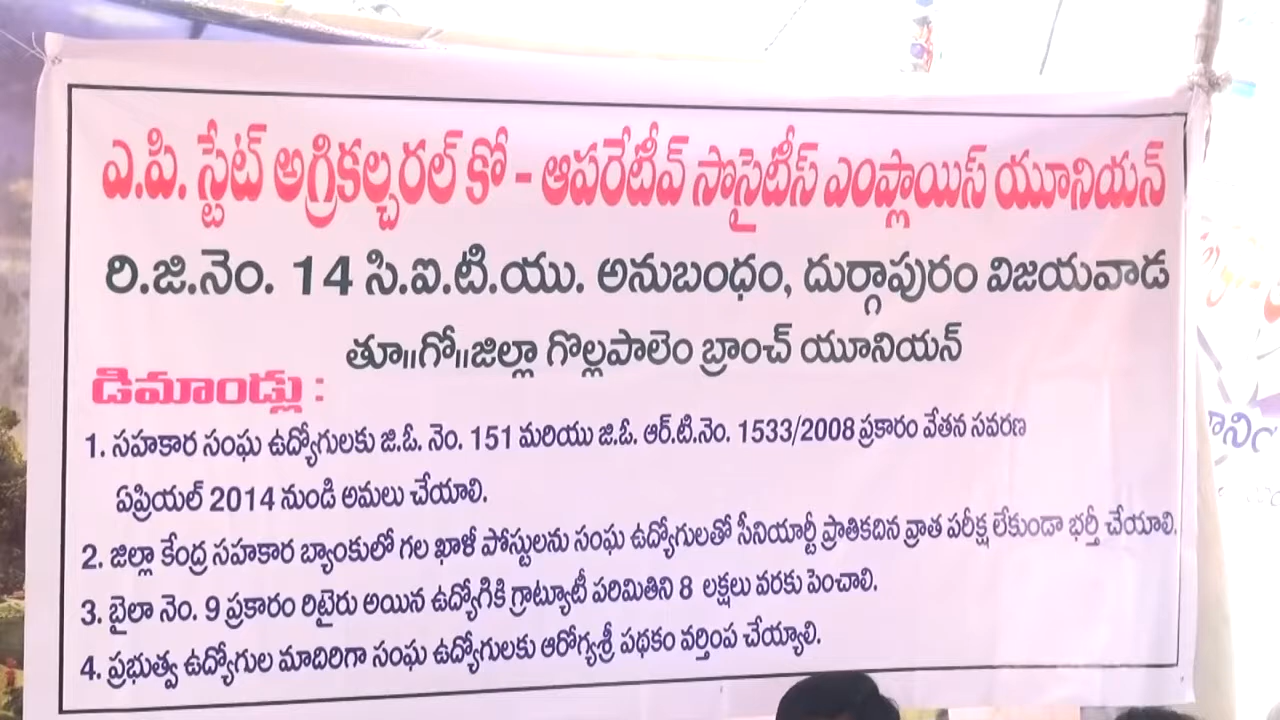 ఎ.పి. స్టేట్ అగ్రికల్చరల్ కో - ఆపరేటీవ్ సొసైటీస్ ఎంప్లాయిస్ యూనియన్
రి.జి.నెం. 14 సి.ఐ.టి.యు. అనుబంధం, దుర్గాపురం విజయవాడ
తూ॥గో॥జిల్లా గొల్లపాలెం బ్రాంచ్ యూనియన్
డిమాండ్లు :
1. సహకార సంఘ ఉద్యోగులకు జి.ఓ. నెం. 151 మరియు జి.ఓ. ఆర్.టి.నెం. 1533/2008 ప్రకారం వేతన సవరణ
ఏప్రియల్ 2014 నుండి అమలు చేయాలి.
2. జిల్లా కేంద్ర సహకార బ్యాంకులో గల ఖాళీ పోస్టులను సంఘ ఉద్యోగులతో సీనియార్టీ ప్రాతికదిన వ్రాత పరీక్ష లేకుండా భర్తీ చేయాలి.
3. బైలా నెం. 9 ప్రకారం రిటైరు అయిన ఉద్యోగికి గ్రాట్యూటీ పరిమితిని 8 లక్షలు వరకు పెంచాలి.
4. ప్రభుత్వ ఉద్యోగుల మాదిరిగా సంఘ ఉద్యోగులకు ఆరోగ్యశ్రీ పథకం వర్తింప చేయ్యాలి.